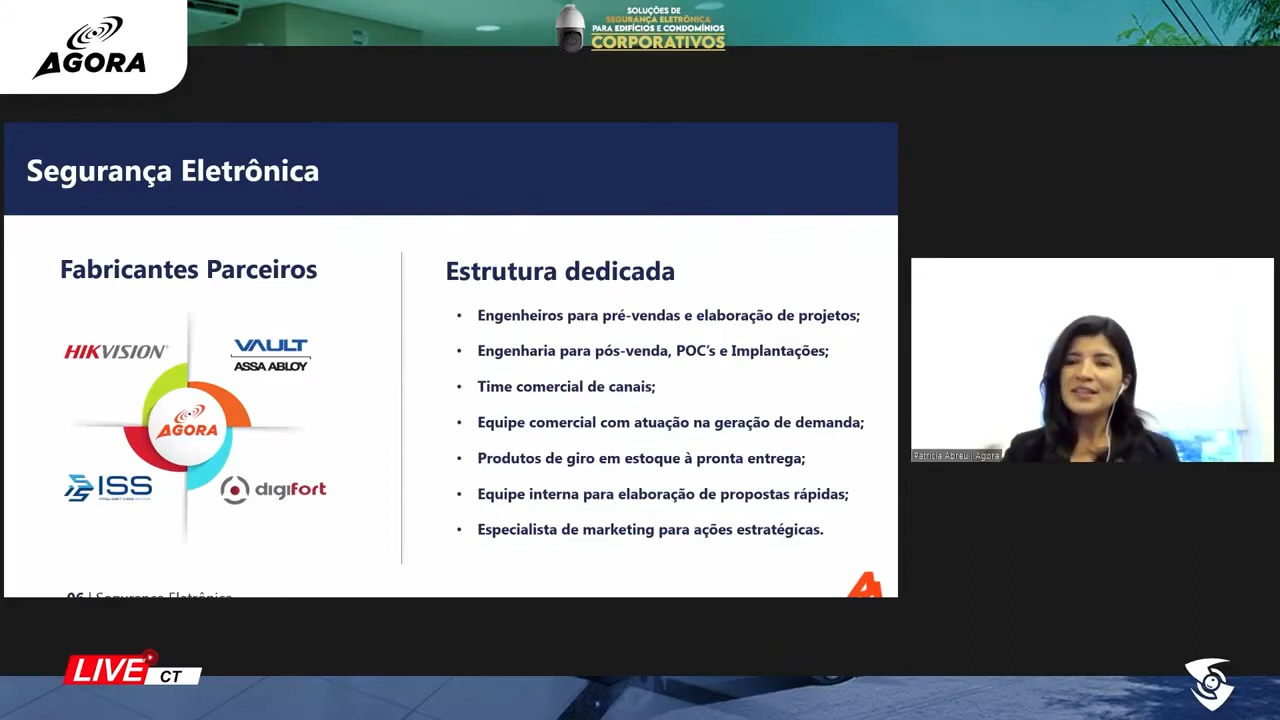 AGORA
SOLUÇÕES DE
SEGURANÇA ELETRÔNICA
PARA EDIFÍCIOS E CONDOMÍNIOS
CORPORATIVOS
Segurança Eletrônica
Fabricantes Parceiros
HIKVISION
VAULT
ASSA ABLOY
AGORA
ISS
digifort
Estrutura dedicada
• Engenheiros para pré-vendas e elaboração de projetos;
• Engenharia para pós-venda, POC's e Implantações;
• Time comercial de canais;
• Equipe comercial com atuação na geração de demanda;
• Produtos de giro em estoque à pronta entrega;
• Equipe interna para elaboração de propostas rápidas;
• Especialista de marketing para ações estratégicas.
06 | Segurança Eletrônica
Patricia Abreu | Agora
LIVE CT